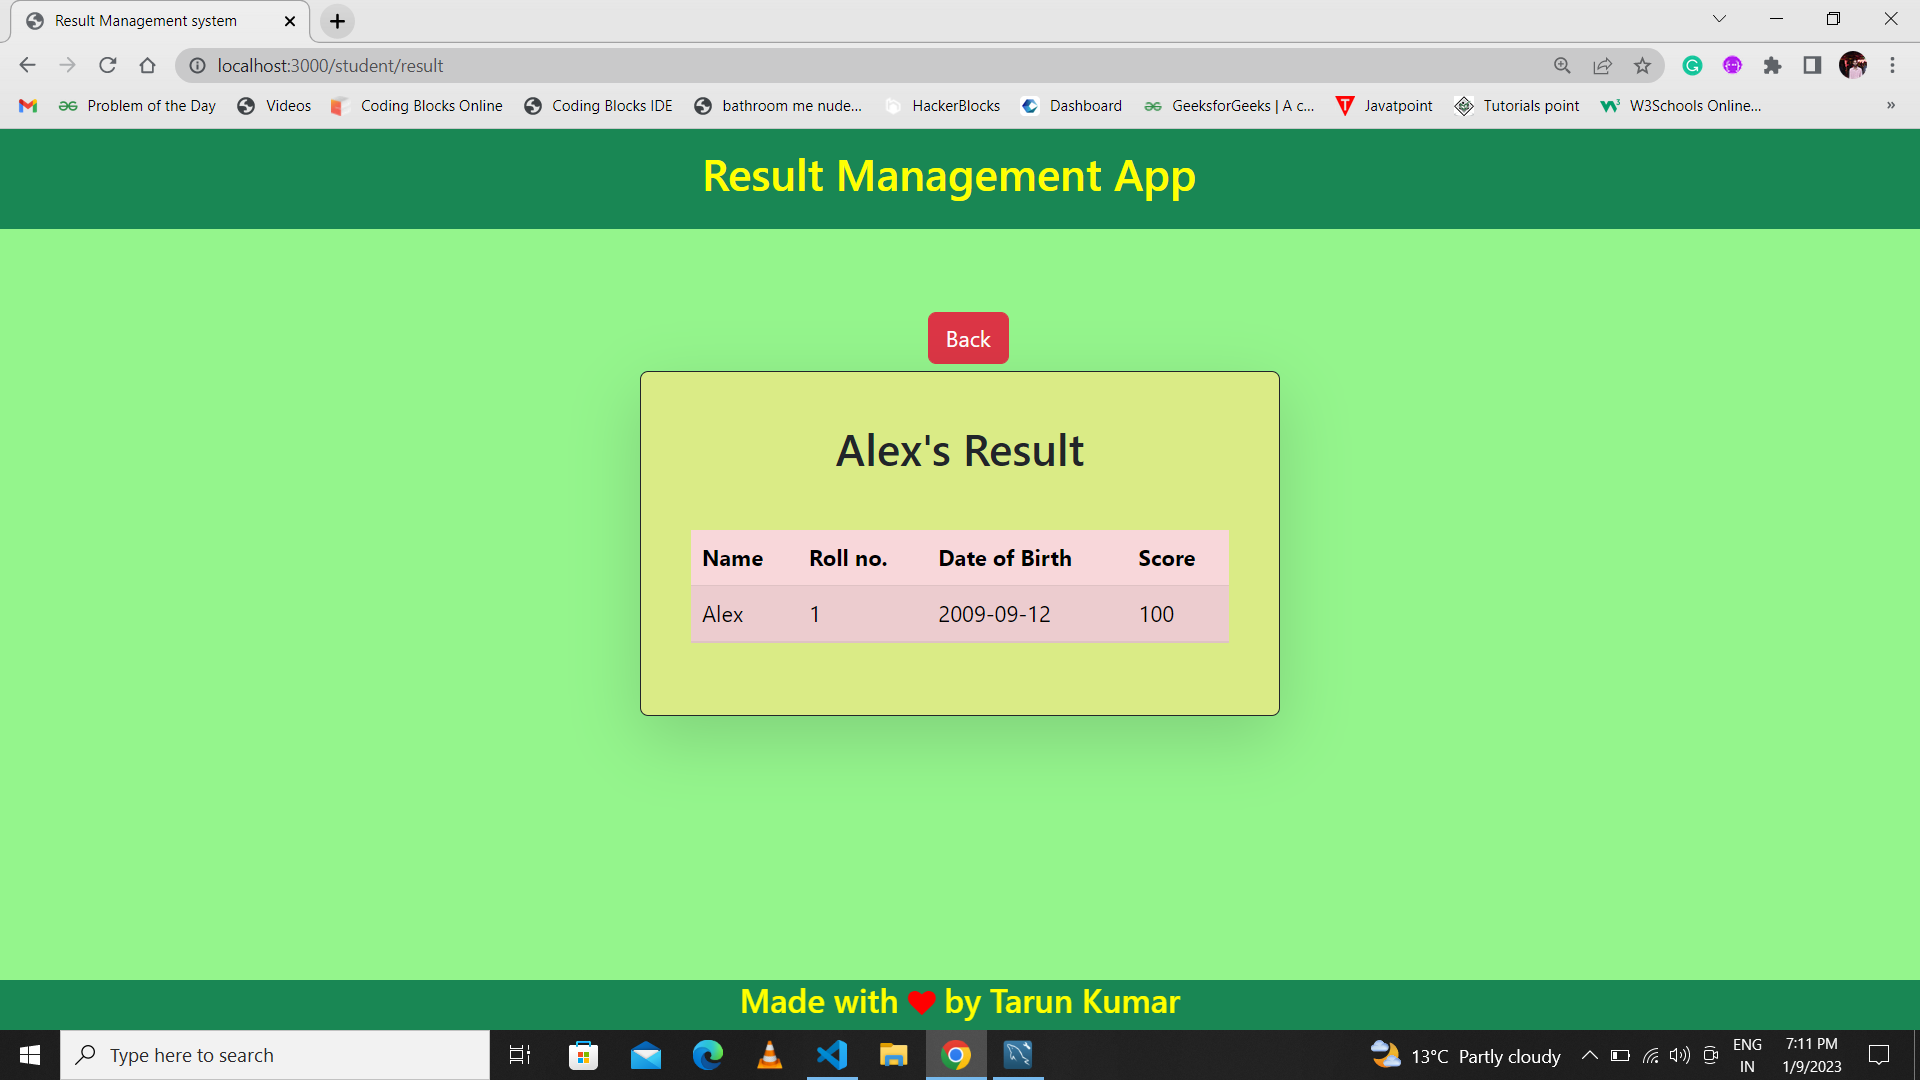 Result Management system
localhost:3000/student/result
Problem of the Day Videos Coding Blocks Online Coding Blocks IDE bathroom me nude... HackerBlocks Dashboard GeeksforGeeks | A c... Javatpoint Tutorials point W3Schools Online... »
Result Management App
Back
Alex's Result
Name Roll no. Date of Birth Score
Alex 1 2009-09-12 100
Made with ❤ by Tarun Kumar
Type here to search
13°C Partly cloudy
ENG
IN
7:11 PM
1/9/2023